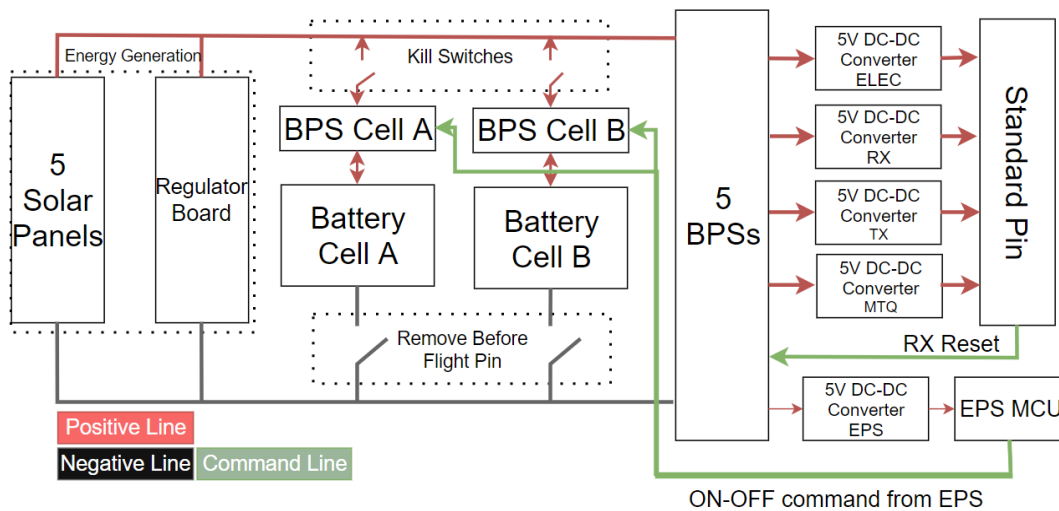 Energy Generation
5
Solar
Panels
Regulator
Board
Kill Switches
BPS Cell A
BPS Cell B
Battery
Cell A
Battery
Cell B
Remove Before
Flight Pin
5
BPSs
5V DC-DC
Converter
ELEC
5V DC-DC
Converter
RX
5V DC-DC
Converter
TX
5V DC-DC
Converter
MTQ
Standard Pin
RX Reset
5V DC-DC
Converter
EPS
EPS MCU
Positive Line
Negative Line
Command Line
ON-OFF command from EPS